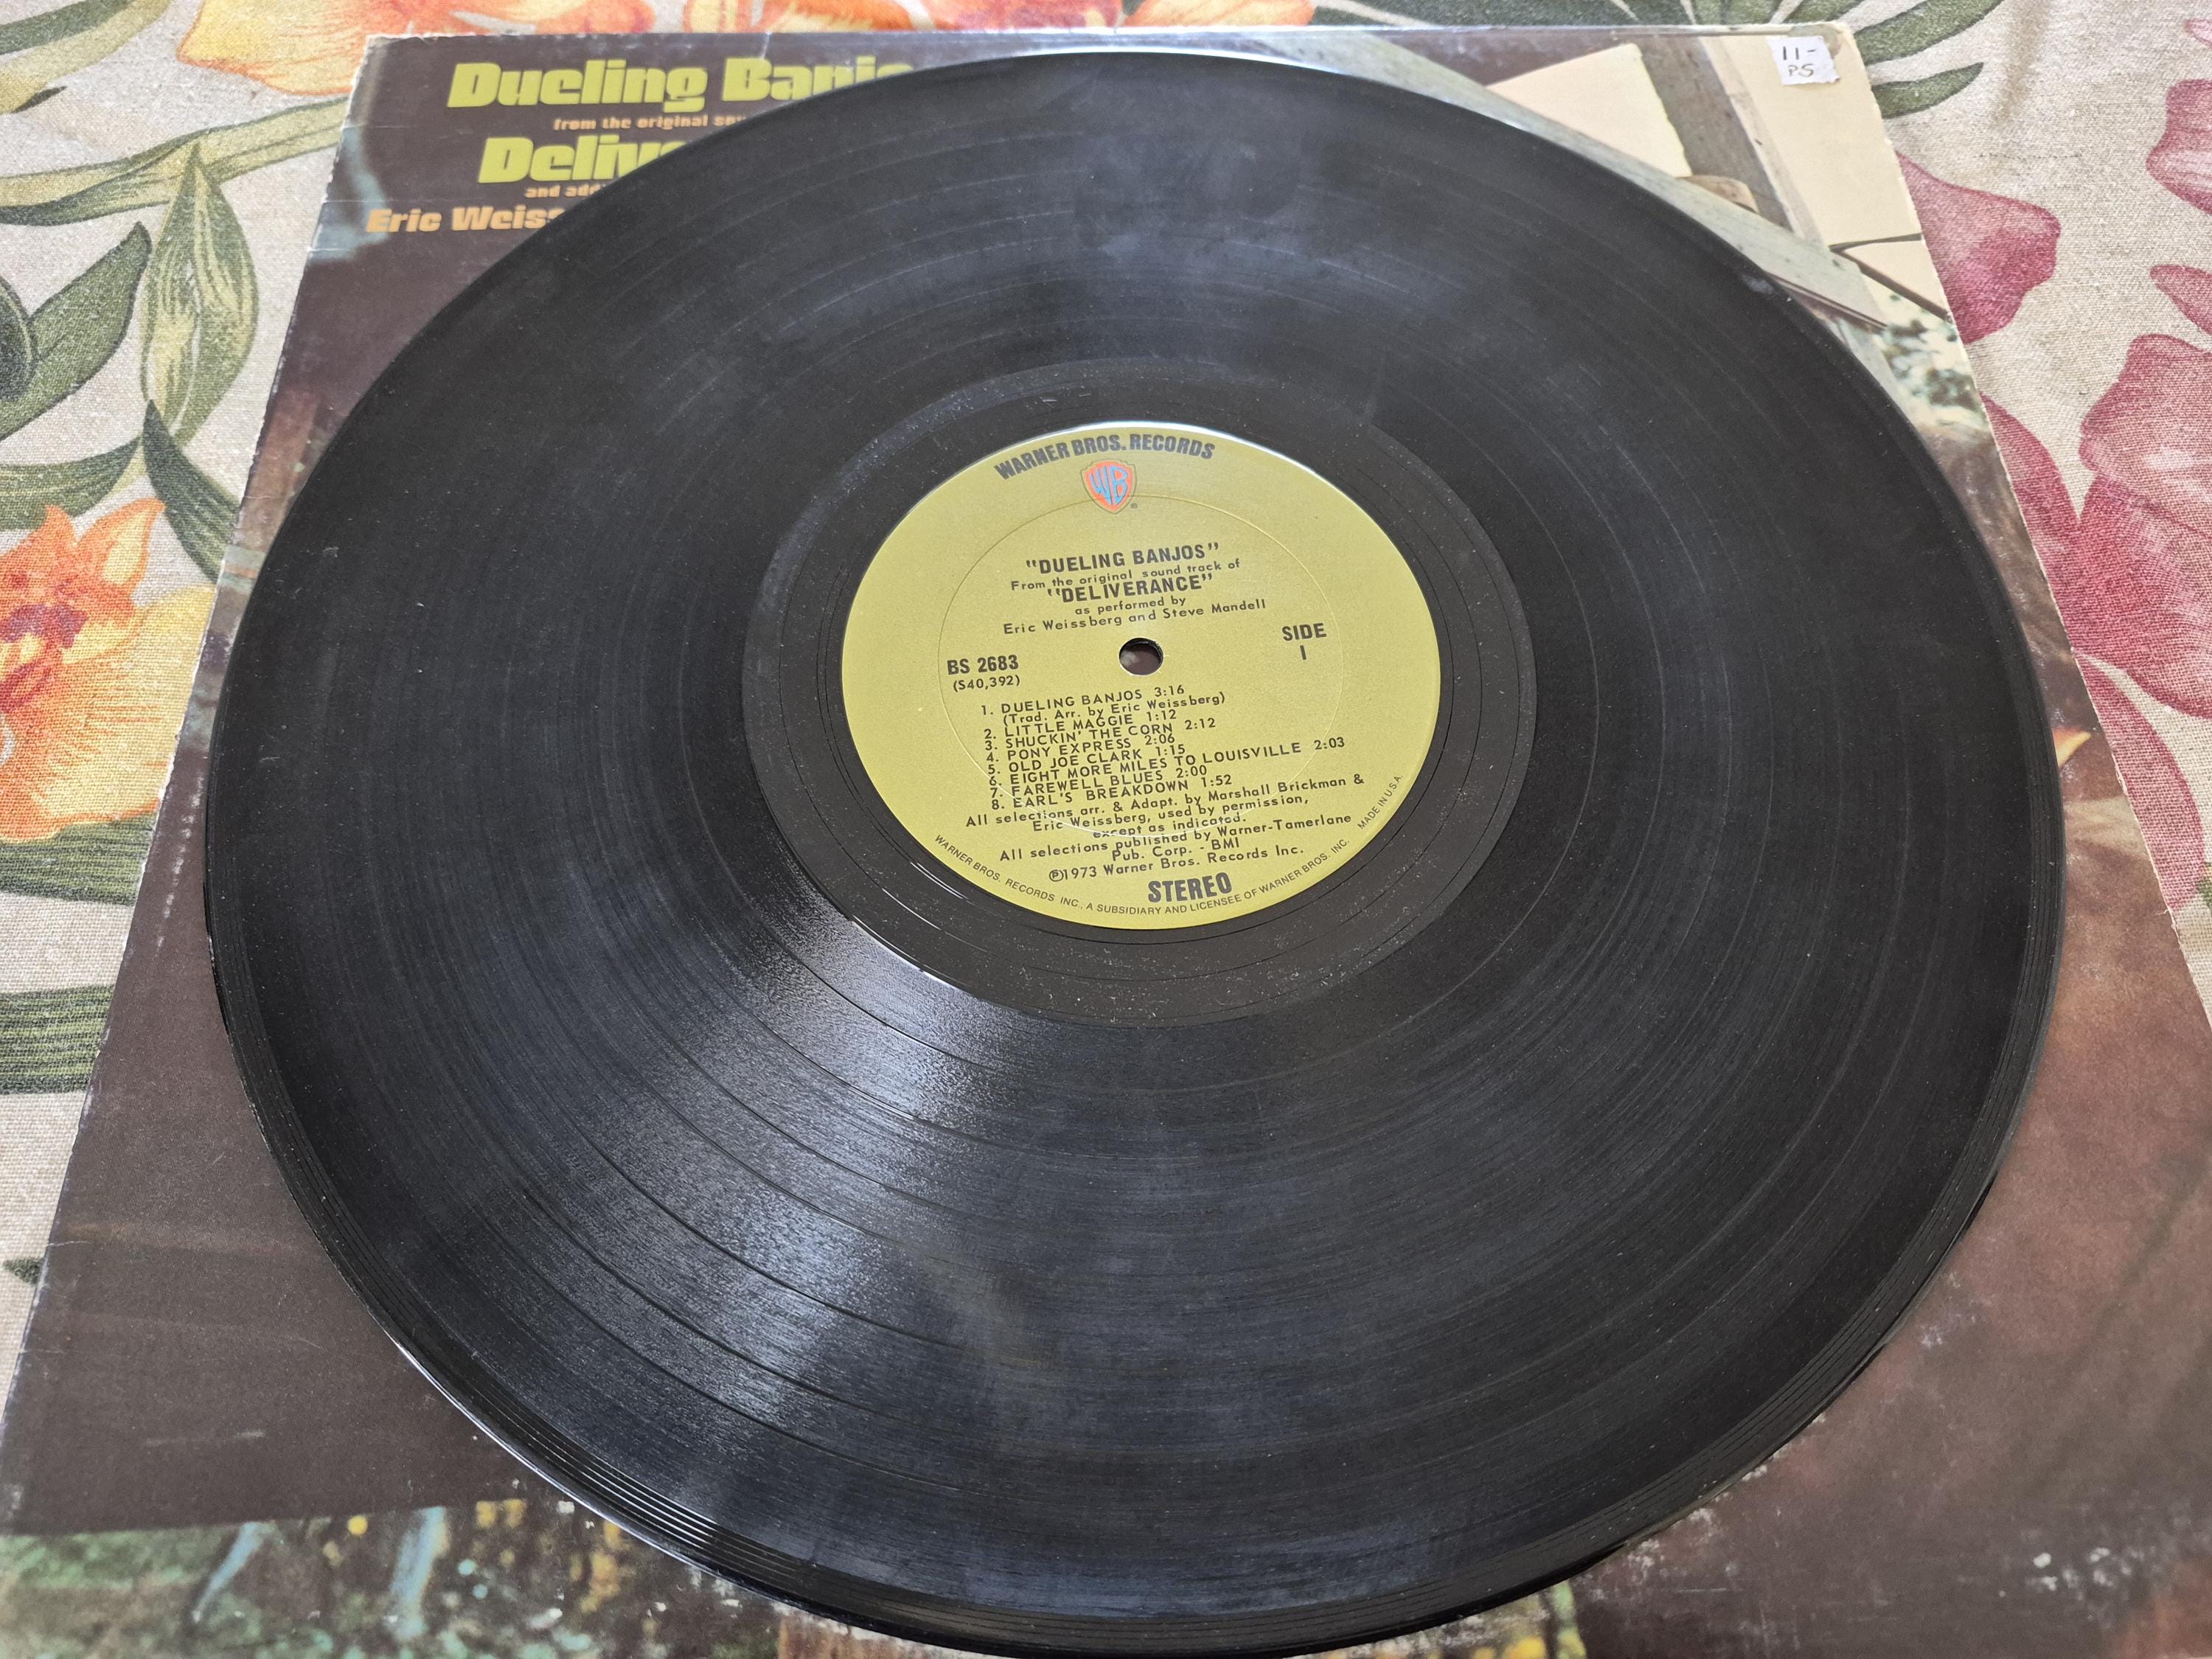 Dueling
from the original
Eric
11-
PS
WARNER BROS. RECORDS
WB
®
"DUELING BANJOS"
From the original sound track of
"DELIVERANCE"
as performed by
Eric Weissberg and Steve Mandell
SIDE
1
BS 2683
(S40,392)
1. DUELING BANJOS 3:16
(Trad. Arr. by Eric Weissberg)
2. LITTLE MAGGIE 1:12
3. SHUCKIN' THE CORN 2:12
4. PONY EXPRESS 2:06
5. OLD JOE CLARK 1:15
6. EIGHT MORE MILES TO LOUISVILLE 2:03
7. FAREWELL BLUES 2:00
8. EARL'S BREAKDOWN 1:52
All selections arr. & Adapt. by Marshall Brickman &
Eric Weissberg, used by permission,
except as indicated.
All selections published by Warner-Tamerlane
Pub. Corp. - BMI
℗1973 Warner Bros. Records Inc.
STEREO
WARNER BROS. RECORDS INC., A SUBSIDIARY AND LICENSEE OF WARNER BROS. INC. MADE IN U.S.A.